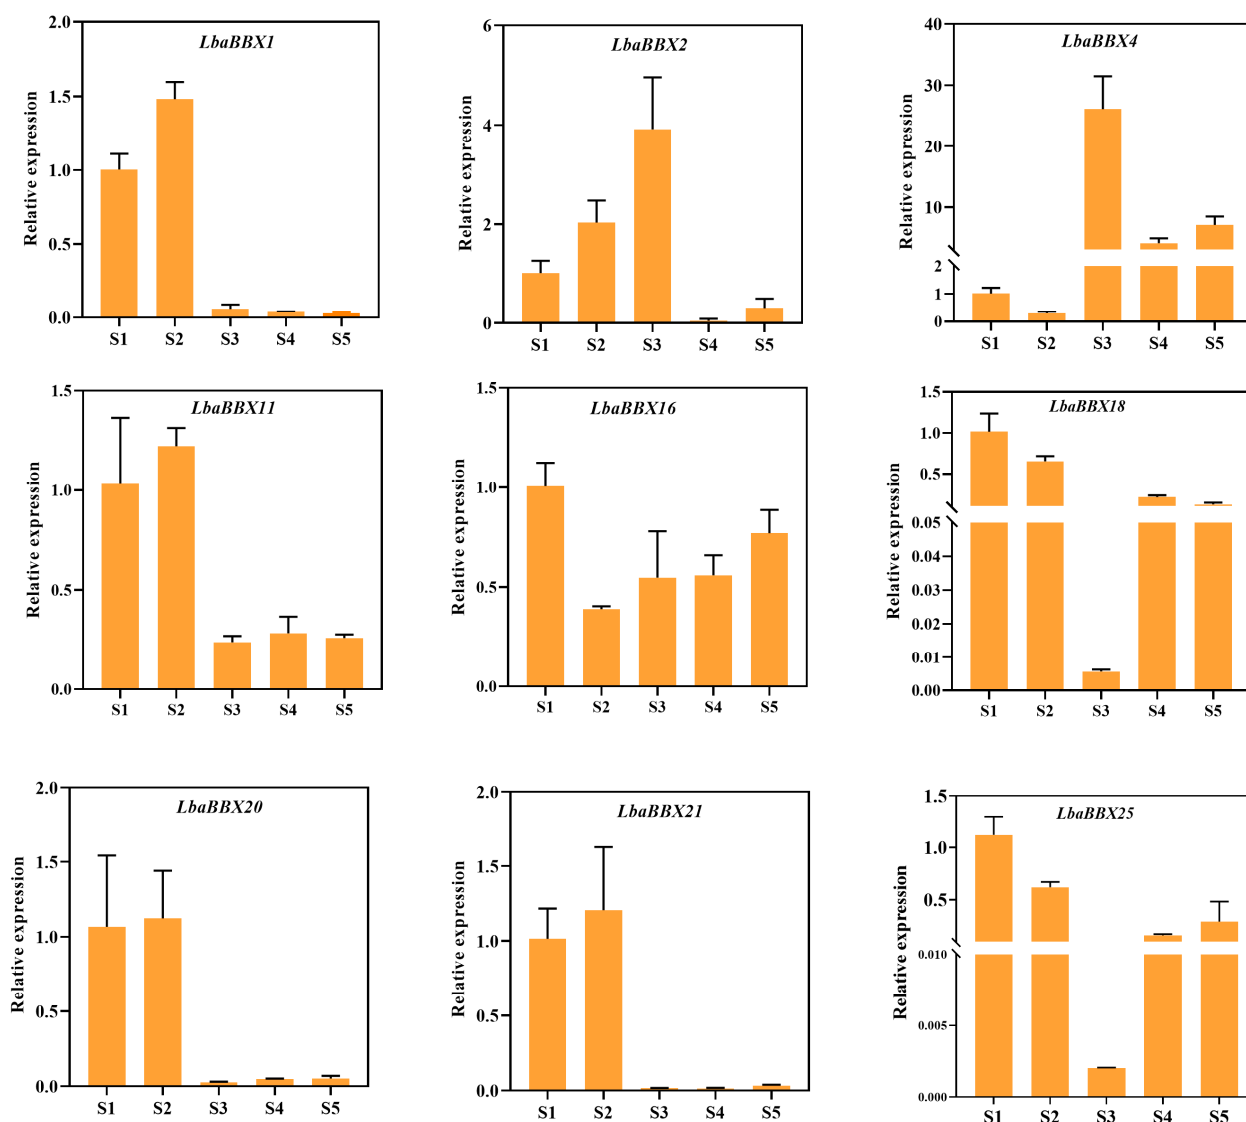 LbaBBX1
Relative expression
2.0
1.5
1.0
0.5
0.0
S1 S2 S3 S4 S5
LbaBBX2
Relative expression
6
4
2
0
S1 S2 S3 S4 S5
LbaBBX4
Relative expression
40
30
20
10
2
1
0
S1 S2 S3 S4 S5
LbaBBX11
Relative expression
1.5
1.0
0.5
0.0
S1 S2 S3 S4 S5
LbaBBX16
Relative expression
1.5
1.0
0.5
0.0
S1 S2 S3 S4 S5
LbaBBX18
Relative expression
1.5
1.0
0.5
0.05
0.04
0.03
0.02
0.01
0.00
S1 S2 S3 S4 S5
LbaBBX20
Relative expression
2.0
1.5
1.0
0.5
0.0
S1 S2 S3 S4 S5
LbaBBX21
Relative expression
2.0
1.5
1.0
0.5
0.0
S1 S2 S3 S4 S5
LbaBBX25
Relative expression
1.5
1.0
0.5
0.010
0.005
0.000
S1 S2 S3 S4 S5